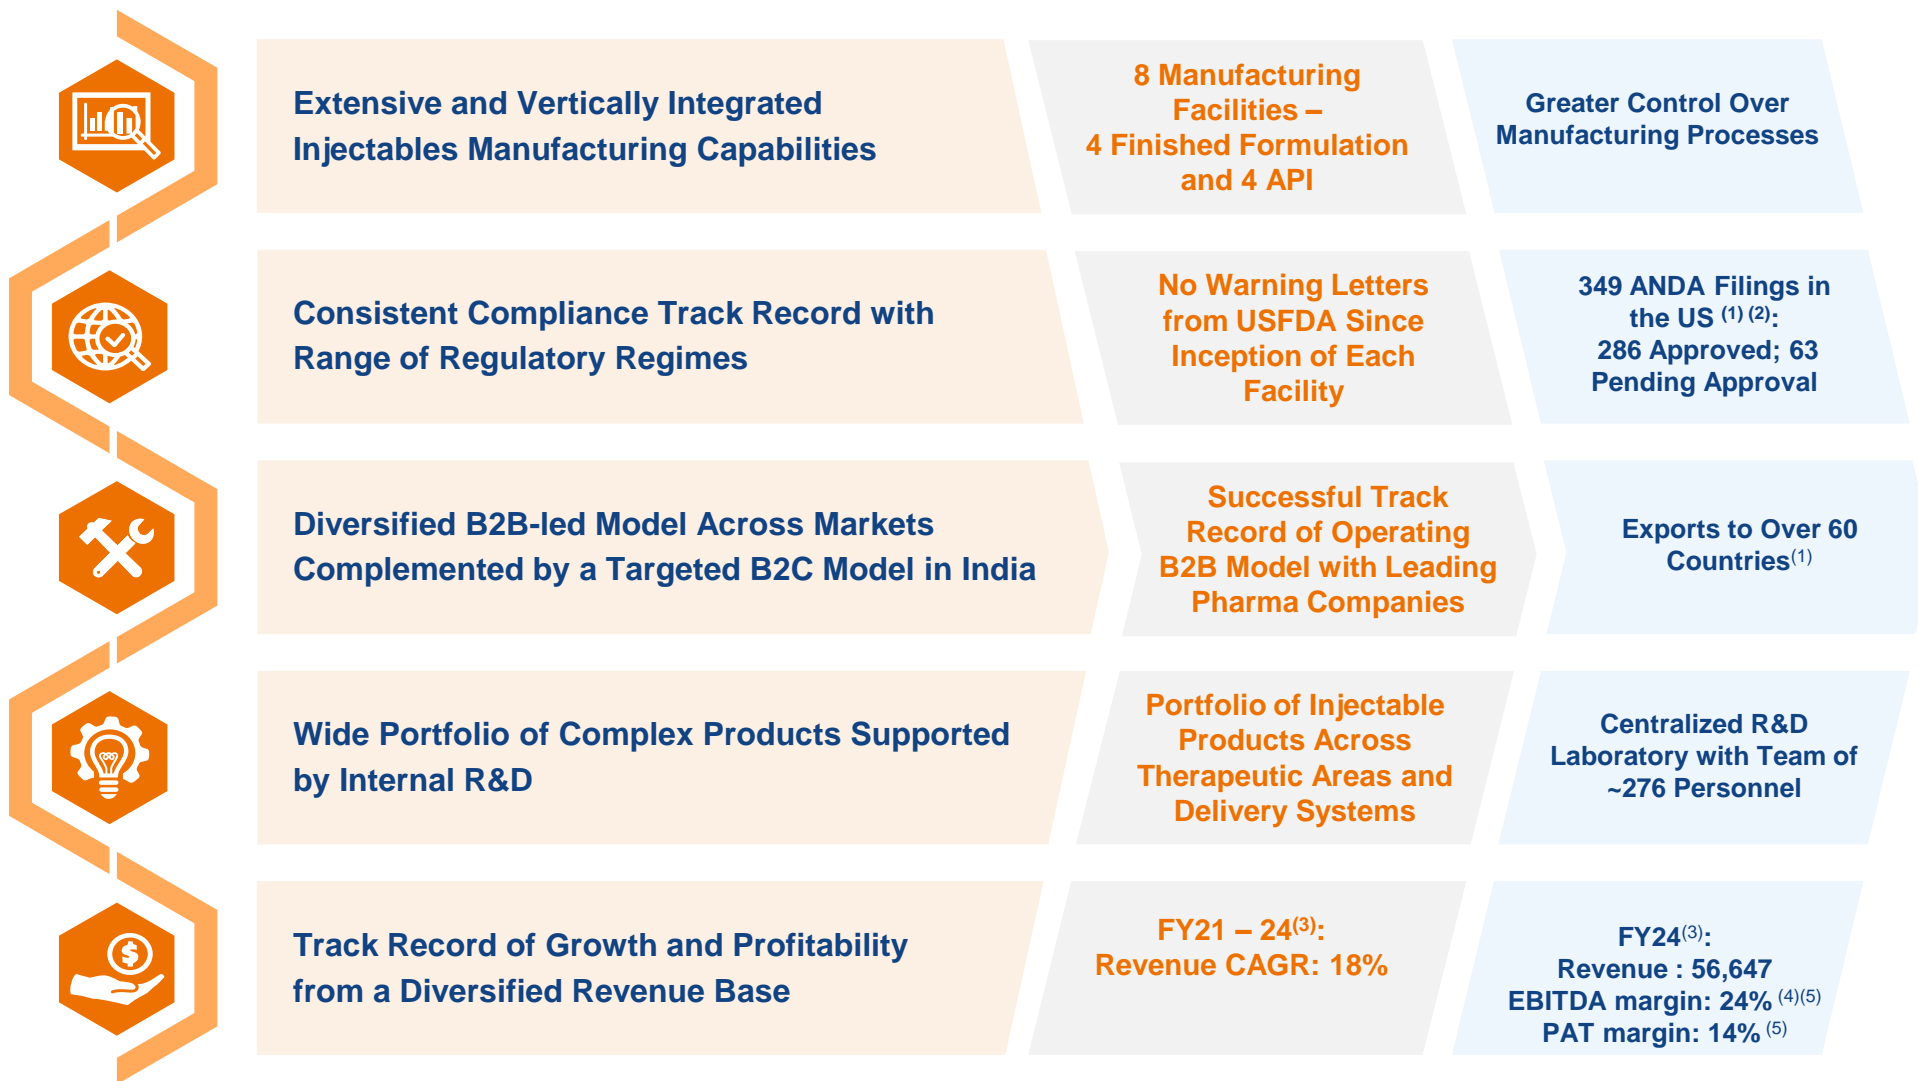 Extensive and Vertically Integrated
Injectables Manufacturing Capabilities
8 Manufacturing
Facilities –
4 Finished Formulation
and 4 API
Greater Control Over
Manufacturing Processes
Consistent Compliance Track Record with
Range of Regulatory Regimes
No Warning Letters
from USFDA Since
Inception of Each
Facility
349 ANDA Filings in
the US (1) (2):
286 Approved; 63
Pending Approval
Diversified B2B-led Model Across Markets
Complemented by a Targeted B2C Model in India
Successful Track
Record of Operating
B2B Model with Leading
Pharma Companies
Exports to Over 60
Countries(1)
Wide Portfolio of Complex Products Supported
by Internal R&D
Portfolio of Injectable
Products Across
Therapeutic Areas and
Delivery Systems
Centralized R&D
Laboratory with Team of
~276 Personnel
Track Record of Growth and Profitability
from a Diversified Revenue Base
FY21 – 24(3):
Revenue CAGR: 18%
FY24(3):
Revenue : 56,647
EBITDA margin: 24% (4)(5)
PAT margin: 14% (5)